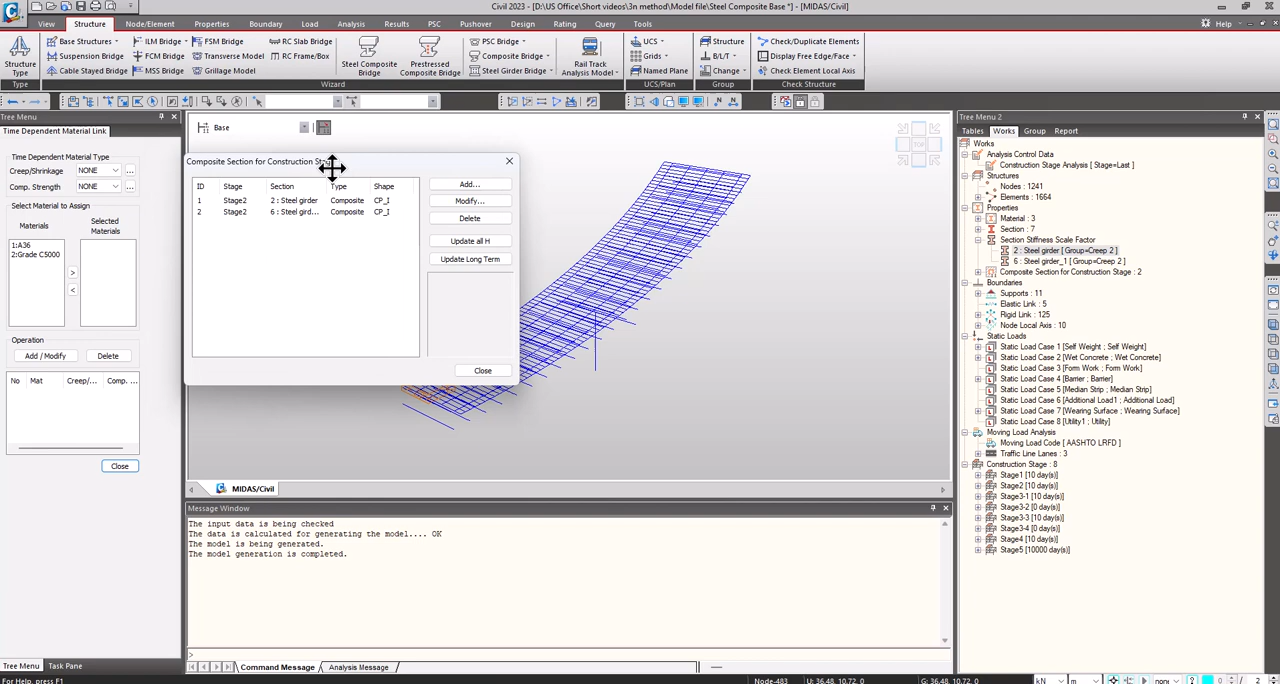 Civil 2023 - [D:\US Office\Short videos\3n method\Model file\Steel Composite Base *] - [MIDAS/Civil]
View Structure Node/Element Properties Boundary Load Analysis Results PSC Pushover Design Rating Query Tools Help
Structure Type
Type
Base Structures ILM Bridge FSM Bridge RC Slab Bridge
Suspension Bridge FCM Bridge Transverse Model RC Frame/Box
Cable Stayed Bridge MSS Bridge Grillage Model
Steel Composite Bridge
Prestressed Composite Bridge
PSC Bridge
Composite Bridge
Steel Girder Bridge
Rail Track Analysis Model
Wizard
UCS
Grids
Named Plane
UCS/Plan
Structure
B/L/T
Change
Group
Check/Duplicate Elements
Display Free Edge/Face
Check Element Local Axis
Check Structure
Tree Menu
Time Dependent Material Link
Time Dependent Material Type
Creep/Shrinkage NONE ...
Comp. Strength NONE ...
Select Material to Assign
Materials
Selected Materials
1:A36
2:Grade C5000
>
<
Operation
Add / Modify Delete
No Mat Creep/... Comp. ...
Close
Tree Menu Task Pane
Base
Composite Section for Construction Stag
ID Stage Section Type Shape
1 Stage2 2 : Steel girder Composite CP_I
2 Stage2 6 : Steel gird... Composite CP_I
Add...
Modify...
Delete
Update all H
Update Long Term
Close
TOP
MIDAS/Civil
Message Window
The input data is being checked
The data is calculated for generating the model.... OK
The model is being generated.
The model generation is completed.
>
Command Message Analysis Message
Tree Menu 2
Tables Works Group Report
Works
Analysis Control Data
Construction Stage Analysis [ Stage=Last ]
Structures
Nodes : 1241
Elements : 1664
Properties
Material : 3
Section : 7
Section Stiffness Scale Factor
2 : Steel girder [ Group=Creep 2 ]
6 : Steel girder_1 [ Group=Creep 2 ]
Composite Section for Construction Stage : 2
Boundaries
Supports : 11
Elastic Link : 5
Rigid Link : 125
Node Local Axis : 10
Static Loads
Static Load Case 1 [Self Weight ; Self Weight]
Static Load Case 2 [Wet Concrete ; Wet Concrete]
Static Load Case 3 [Form Work ; Form Work]
Static Load Case 4 [Barrier ; Barrier]
Static Load Case 5 [Median Strip ; Median Strip]
Static Load Case 6 [Additional Load1 ; Additional Load]
Static Load Case 7 [Wearing Surface ; Wearing Surface]
Static Load Case 8 [Utility1 ; Utility]
Moving Load Analysis
Moving Load Code [ AASHTO LRFD ]
Traffic Line Lanes : 3
Construction Stage : 8
Stage1 [10 day(s)]
Stage2 [10 day(s)]
Stage3-1 [10 day(s)]
Stage3-2 [0 day(s)]
Stage3-3 [10 day(s)]
Stage3-4 [0 day(s)]
Stage4 [10 day(s)]
Stage5 [10000 day(s)]
For Help, press F1
Node-483 U: 36.48, 10.72, 0 G: 36.48, 10.72, 0 kN m none / 2